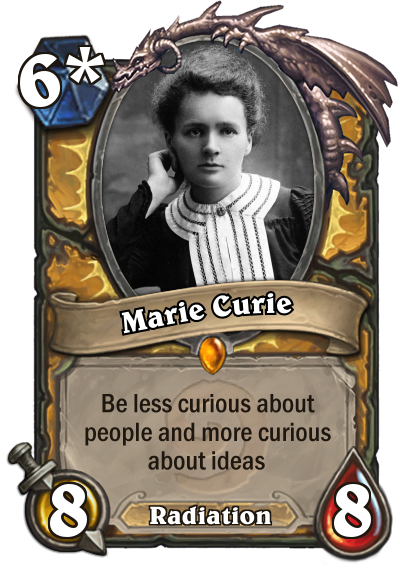 6*
Marie Curie
Be less curious about
people and more curious
about ideas
8
Radiation
8